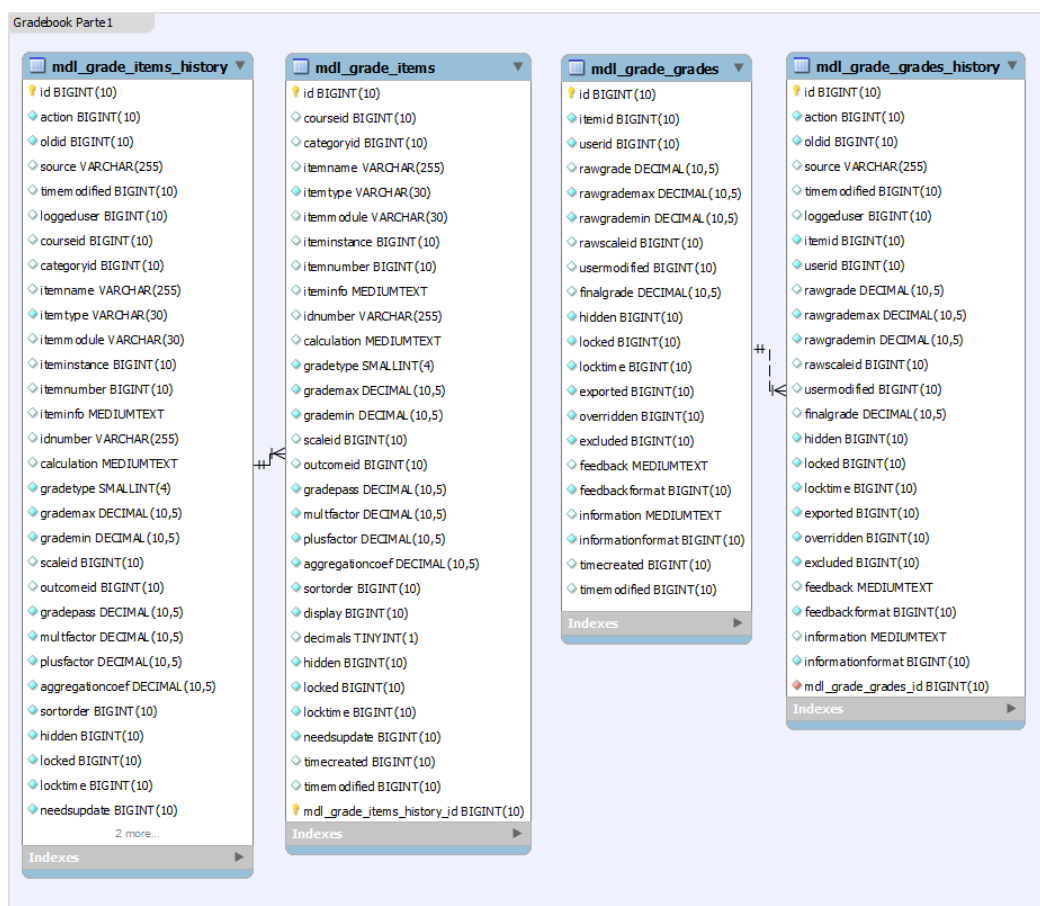 Gradebook Parte1
mdl_grade_items_history
id BIGINT(10)
action BIGINT(10)
oldid BIGINT(10)
source VARCHAR(255)
timemodified BIGINT(10)
loggeduser BIGINT(10)
courseid BIGINT(10)
categoryid BIGINT(10)
itemname VARCHAR(255)
itemtype VARCHAR(30)
itemmodule VARCHAR(30)
iteminstance BIGINT(10)
itemnumber BIGINT(10)
iteminfo MEDIUMTEXT
idnumber VARCHAR(255)
calculation MEDIUMTEXT
gradetype SMALLINT(4)
grademax DECIMAL(10,5)
grademin DECIMAL(10,5)
scaleid BIGINT(10)
outcomeid BIGINT(10)
gradepass DECIMAL(10,5)
multfactor DECIMAL(10,5)
plusfactor DECIMAL(10,5)
aggregationcoef DECIMAL(10,5)
sortorder BIGINT(10)
hidden BIGINT(10)
locked BIGINT(10)
locktime BIGINT(10)
needsupdate BIGINT(10)
2 more...
Indexes
mdl_grade_items
id BIGINT(10)
courseid BIGINT(10)
categoryid BIGINT(10)
itemname VARCHAR(255)
itemtype VARCHAR(30)
itemmodule VARCHAR(30)
iteminstance BIGINT(10)
itemnumber BIGINT(10)
iteminfo MEDIUMTEXT
idnumber VARCHAR(255)
calculation MEDIUMTEXT
gradetype SMALLINT(4)
grademax DECIMAL(10,5)
grademin DECIMAL(10,5)
scaleid BIGINT(10)
outcomeid BIGINT(10)
gradepass DECIMAL(10,5)
multfactor DECIMAL(10,5)
plusfactor DECIMAL(10,5)
aggregationcoef DECIMAL(10,5)
sortorder BIGINT(10)
display BIGINT(10)
decimals TINYINT(1)
hidden BIGINT(10)
locked BIGINT(10)
locktime BIGINT(10)
needsupdate BIGINT(10)
timecreated BIGINT(10)
timemodified BIGINT(10)
mdl_grade_items_history_id BIGINT(10)
Indexes
mdl_grade_grades
id BIGINT(10)
itemid BIGINT(10)
userid BIGINT(10)
rawgrade DECIMAL(10,5)
rawgrademax DECIMAL(10,5)
rawgrademin DECIMAL(10,5)
rawscaleid BIGINT(10)
usermodified BIGINT(10)
finalgrade DECIMAL(10,5)
hidden BIGINT(10)
locked BIGINT(10)
locktime BIGINT(10)
exported BIGINT(10)
overridden BIGINT(10)
excluded BIGINT(10)
feedback MEDIUMTEXT
feedbackformat BIGINT(10)
information MEDIUMTEXT
informationformat BIGINT(10)
timecreated BIGINT(10)
timemodified BIGINT(10)
Indexes
mdl_grade_grades_history
id BIGINT(10)
action BIGINT(10)
oldid BIGINT(10)
source VARCHAR(255)
timemodified BIGINT(10)
loggeduser BIGINT(10)
itemid BIGINT(10)
userid BIGINT(10)
rawgrade DECIMAL(10,5)
rawgrademax DECIMAL(10,5)
rawgrademin DECIMAL(10,5)
rawscaleid BIGINT(10)
usermodified BIGINT(10)
finalgrade DECIMAL(10,5)
hidden BIGINT(10)
locked BIGINT(10)
locktime BIGINT(10)
exported BIGINT(10)
overridden BIGINT(10)
excluded BIGINT(10)
feedback MEDIUMTEXT
feedbackformat BIGINT(10)
information MEDIUMTEXT
informationformat BIGINT(10)
mdl_grade_grades_id BIGINT(10)
Indexes